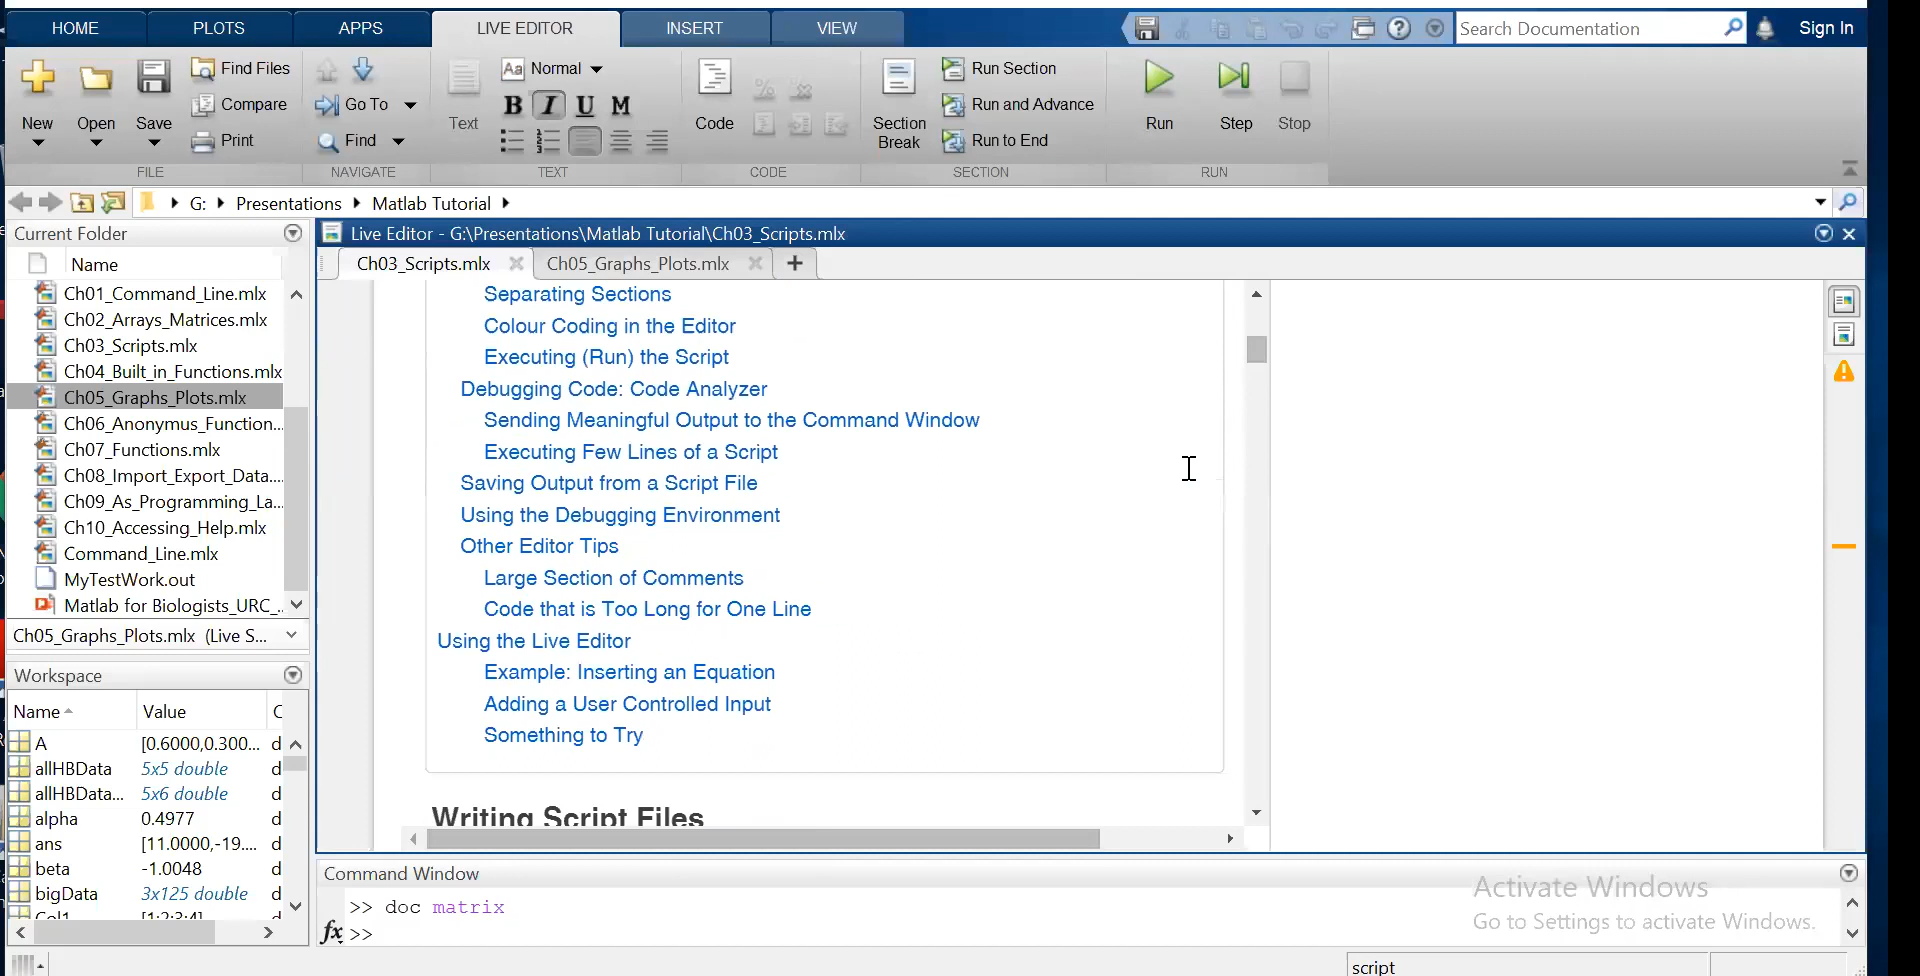 HOME PLOTS APPS LIVE EDITOR INSERT VIEW Search Documentation Sign In
Find Files Aa Normal Run Section
Compare Go To B I U M Run and Advance
New Open Save Print Find Text Code Section Break Run to End Run Step Stop
FILE NAVIGATE TEXT CODE SECTION RUN
G: Presentations Matlab Tutorial
Current Folder
Name
Ch01_Command_Line.mlx
Ch02_Arrays_Matrices.mlx
Ch03_Scripts.mlx
Ch04_Built_in_Functions.mlx
Ch05_Graphs_Plots.mlx
Ch06_Anonymus_Function...
Ch07_Functions.mlx
Ch08_Import_Export_Data....
Ch09_As_Programming_La...
Ch10_Accessing_Help.mlx
Command_Line.mlx
MyTestWork.out
Matlab for Biologists_URC_...
Ch05_Graphs_Plots.mlx (Live S...
Workspace
Name Value C
A [0.6000,0.300... d
allHBData 5x5 double d
allHBData... 5x6 double d
alpha 0.4977 d
ans [11.0000,-19.... d
beta -1.0048 d
bigData 3x125 double d
Col1 [1;2;3;4] d
Live Editor - G:\Presentations\Matlab Tutorial\Ch03_Scripts.mlx
Ch03_Scripts.mlx Ch05_Graphs_Plots.mlx
Separating Sections
Colour Coding in the Editor
Executing (Run) the Script
Debugging Code: Code Analyzer
Sending Meaningful Output to the Command Window
Executing Few Lines of a Script
Saving Output from a Script File
Using the Debugging Environment
Other Editor Tips
Large Section of Comments
Code that is Too Long for One Line
Using the Live Editor
Example: Inserting an Equation
Adding a User Controlled Input
Something to Try
Writing Script Files
Command Window
>> doc matrix
fx >>
Activate Windows
Go to Settings to activate Windows.
script